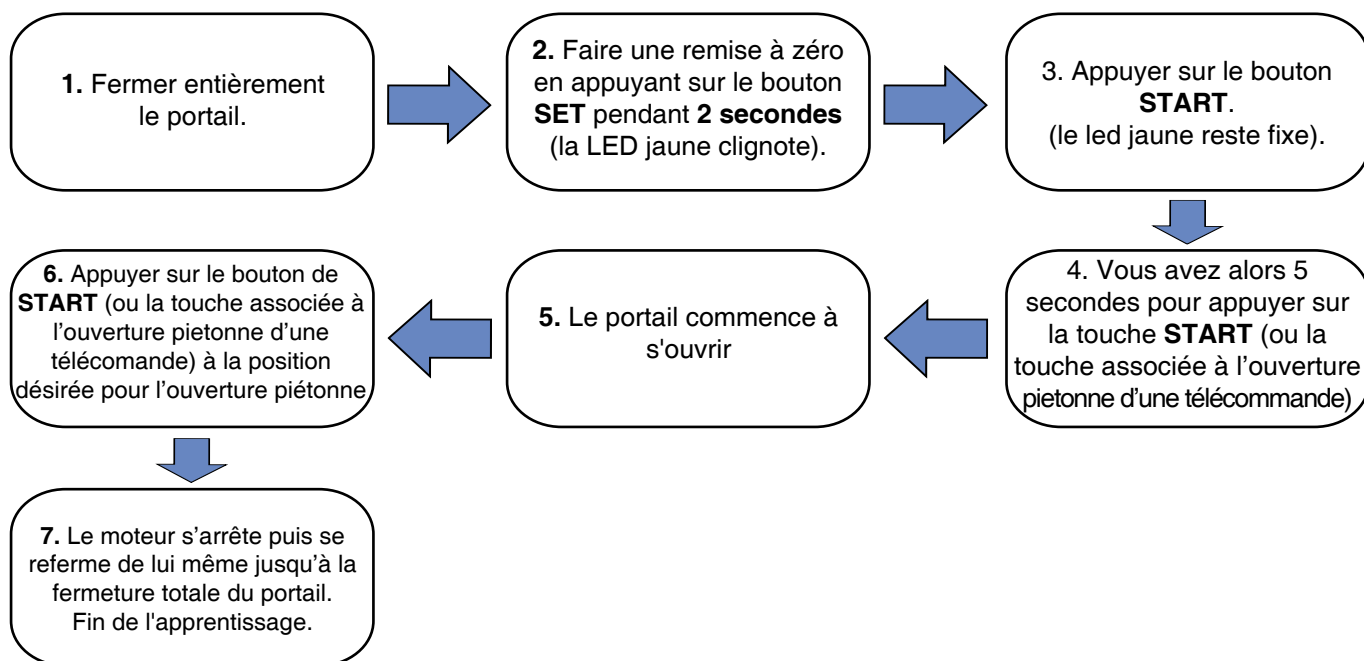 1. Fermer entièrement
le portail.
2. Faire une remise à zéro
en appuyant sur le bouton
SET pendant 2 secondes
(la LED jaune clignote).
3. Appuyer sur le bouton
START.
(le led jaune reste fixe).
4. Vous avez alors 5
secondes pour appuyer sur
la touche START (ou la
touche associée à l’ouverture
pietonne d’une télécommande)
5. Le portail commence à
s'ouvrir
6. Appuyer sur le bouton de
START (ou la touche associée à
l’ouverture pietonne d’une
télécomande) à la position
désirée pour l’ouverture piétonne
7. Le moteur s’arrête puis se
referme de lui même jusqu’à la
fermeture totale du portail.
Fin de l'apprentissage.